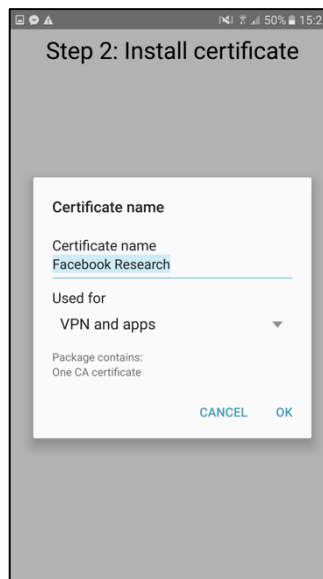 50% 15:2
Step 2: Install certificate
Certificate name
Certificate name
Facebook Research
Used for
VPN and apps
Package contains:
One CA certificate
CANCEL OK